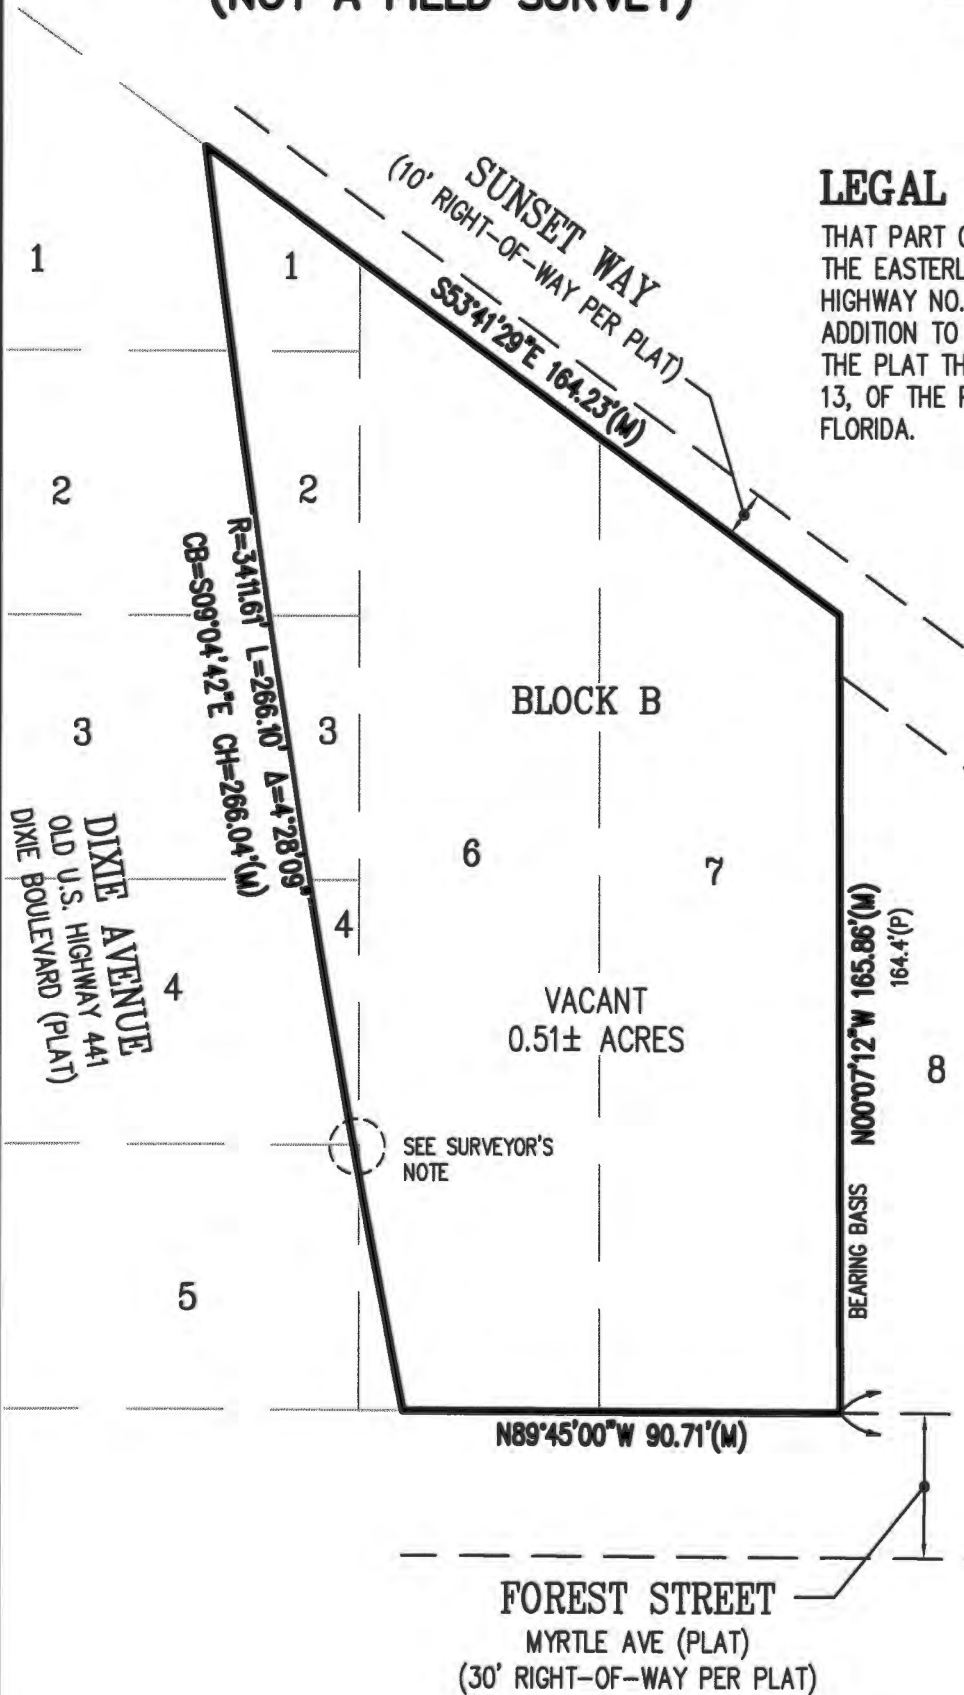 (NOT A FIELD SURVEY)
SUNSET WAY
(10' RIGHT-OF-WAY PER PLAT)
S53°41'29"E 164.23'(M)
LEGAL
THAT PART
THE EASTERL
HIGHWAY NO.
ADDITION TO
THE PLAT TH
13, OF THE
FLORIDA.
1
1
2
2
R=3411.61' L=266.10' Δ=4°28'09"
CB=S09°04'42"E CH=266.04'(M)
BLOCK B
3
3
6
7
DIXIE AVENUE
OLD U.S. HIGHWAY 441
DIXIE BOULEVARD (PLAT)
4
4
VACANT
0.51± ACRES
BEARING BASIS N00°07'12"W 165.86'(M)
164.4'(P)
8
SEE SURVEYOR'S
NOTE
5
N89°45'00"W 90.71'(M)
FOREST STREET
MYRTLE AVE (PLAT)
(30' RIGHT-OF-WAY PER PLAT)